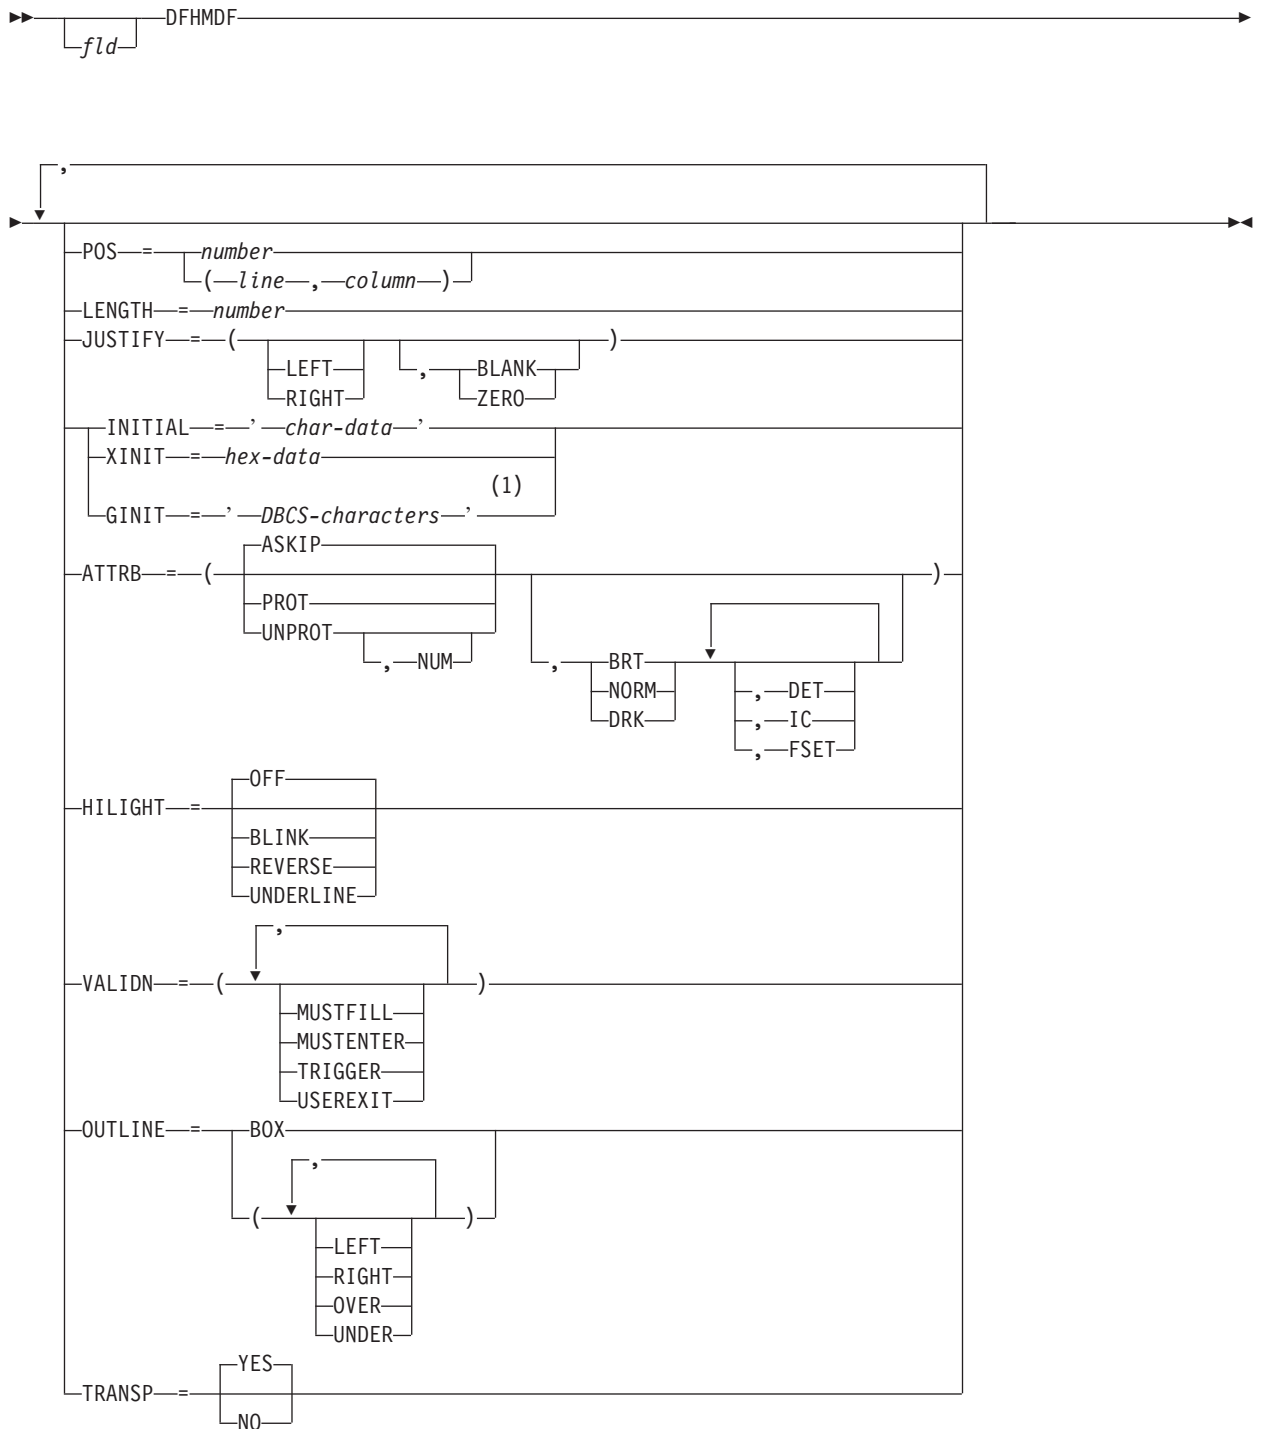 DFHMDF
fld
,
POS = number
( line , column )
LENGTH = number
JUSTIFY = ( )
LEFT , BLANK
RIGHT ZERO
INITIAL = ' char-data '
XINIT = hex-data
(1)
GINIT = ' DBCS-characters '
ASKIP
ATTRB = ( )
PROT
UNPROT
, NUM , BRT
NORM , DET
DRK , IC
, FSET
OFF
HILIGHT =
BLINK
REVERSE
UNDERLINE
,
VALIDN = ( )
MUSTFILL
MUSTENTER
TRIGGER
USEREXIT
OUTLINE = BOX
,
( )
LEFT
RIGHT
OVER
UNDER
YES
TRANSP =
NO